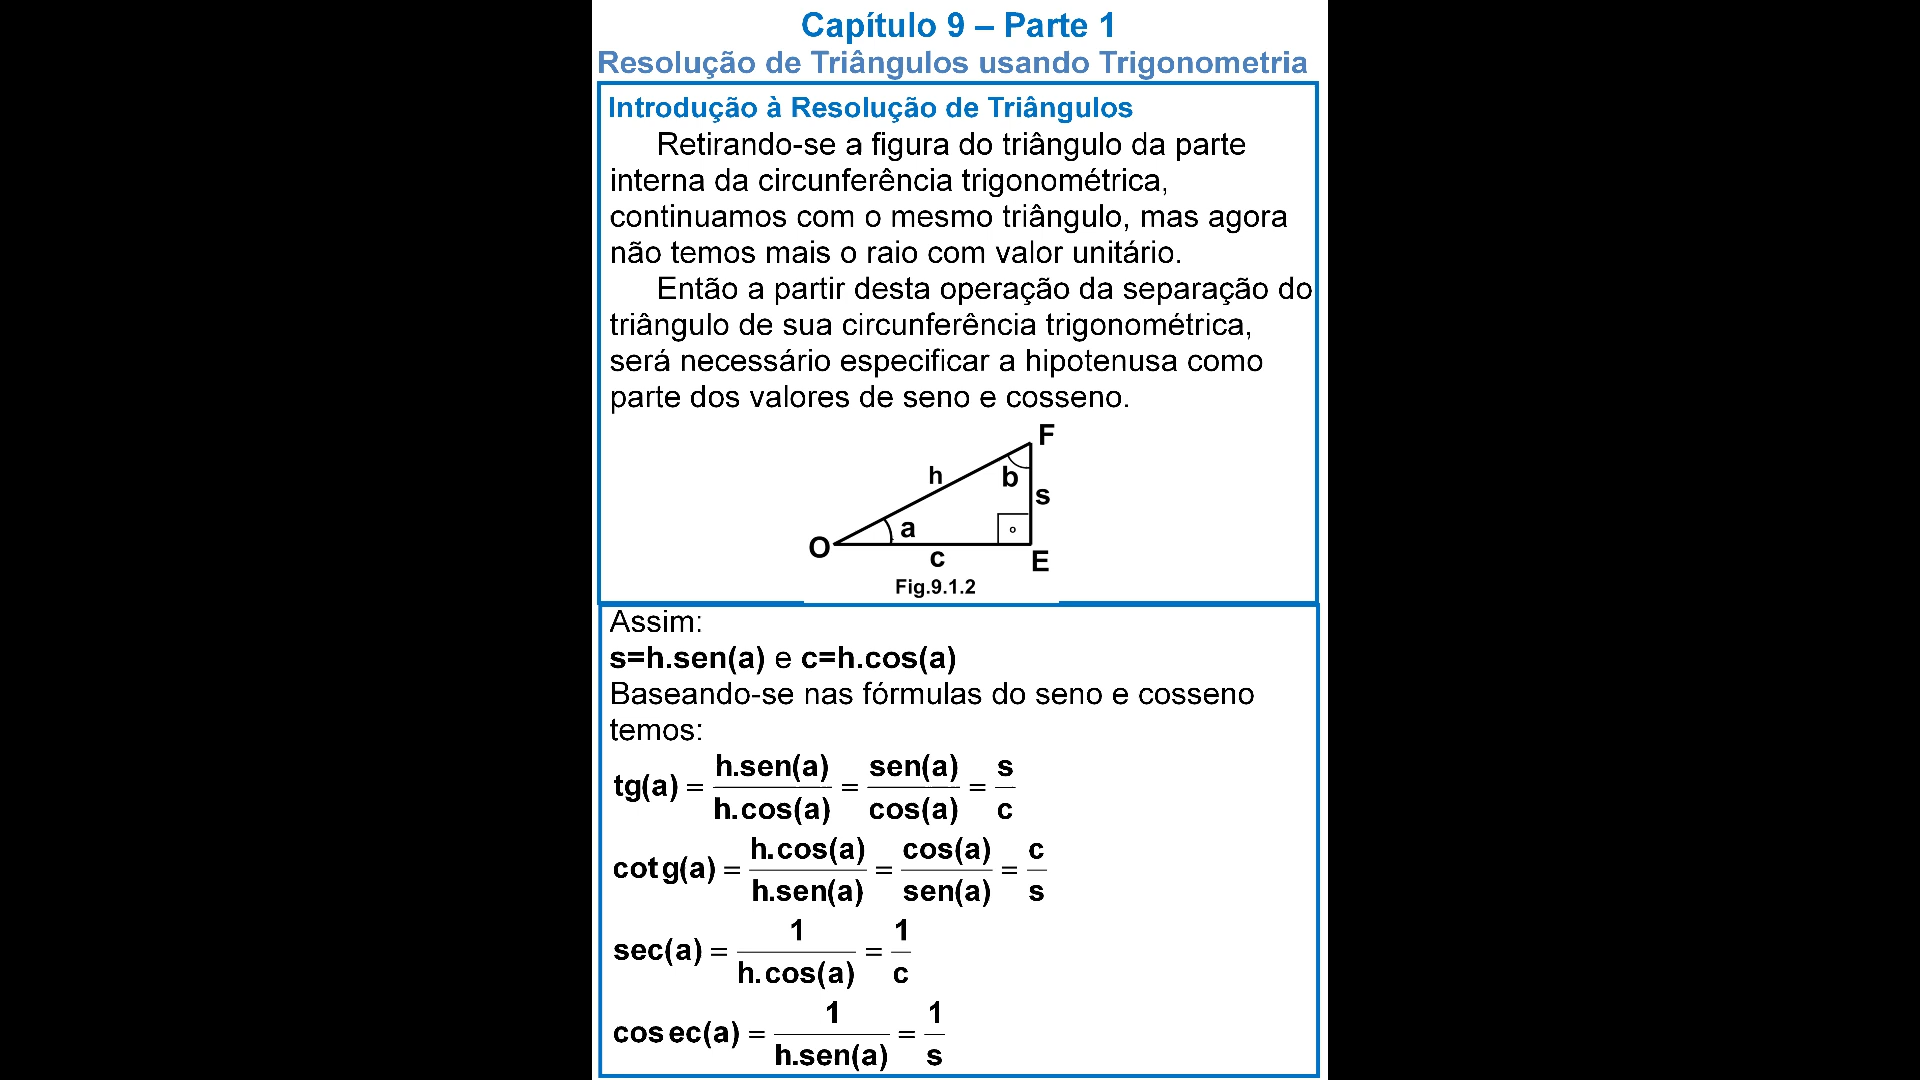 Capítulo 9 – Parte 1
Resolução de Triângulos usando Trigonometria
Introdução à Resolução de Triângulos
Retirando-se a figura do triângulo da parte
interna da circunferência trigonométrica,
continuamos com o mesmo triângulo, mas agora
não temos mais o raio com valor unitário.
Então a partir desta operação da separação do
triângulo de sua circunferência trigonométrica,
será necessário especificar a hipotenusa como
parte dos valores de seno e cosseno.
F
h
b
s
a
O
c
E
Fig.9.1.2
Assim:
s=h.sen(a) e c=h.cos(a)
Baseando-se nas fórmulas do seno e cosseno
temos:
tg(a) = h.sen(a)/h.cos(a) = sen(a)/cos(a) = s/c
cotg(a) = h.cos(a)/h.sen(a) = cos(a)/sen(a) = c/s
sec(a) = 1/h.cos(a) = 1/c
cosec(a) = 1/h.sen(a) = 1/s